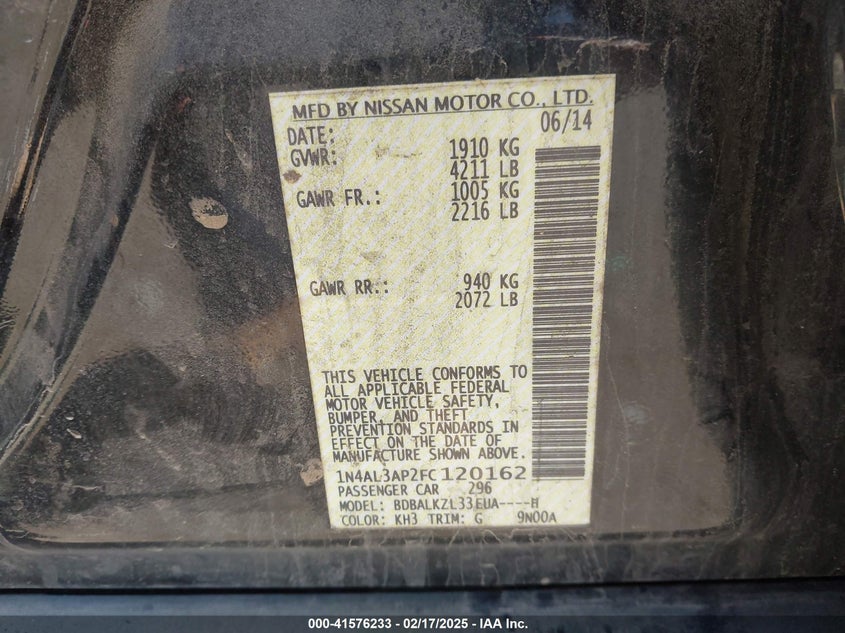 MFD BY NISSAN MOTOR CO., LTD.
DATE: 06/14
GVWR: 1910 KG
4211 LB
GAWR FR.: 1005 KG
2216 LB
GAWR RR.: 940 KG
2072 LB
THIS VEHICLE CONFORMS TO
ALL APPLICABLE FEDERAL
MOTOR VEHICLE SAFETY,
BUMPER, AND THEFT
PREVENTION STANDARDS IN
EFFECT ON THE DATE OF
MANUFACTURE SHOWN ABOVE.
1N4AL3AP2FC120162
PASSENGER CAR 296
MODEL: BDBALKZL33EUA----H
COLOR: KH3 TRIM: G 9N00A
000-41576233 - 02/17/2025 - IAA Inc.